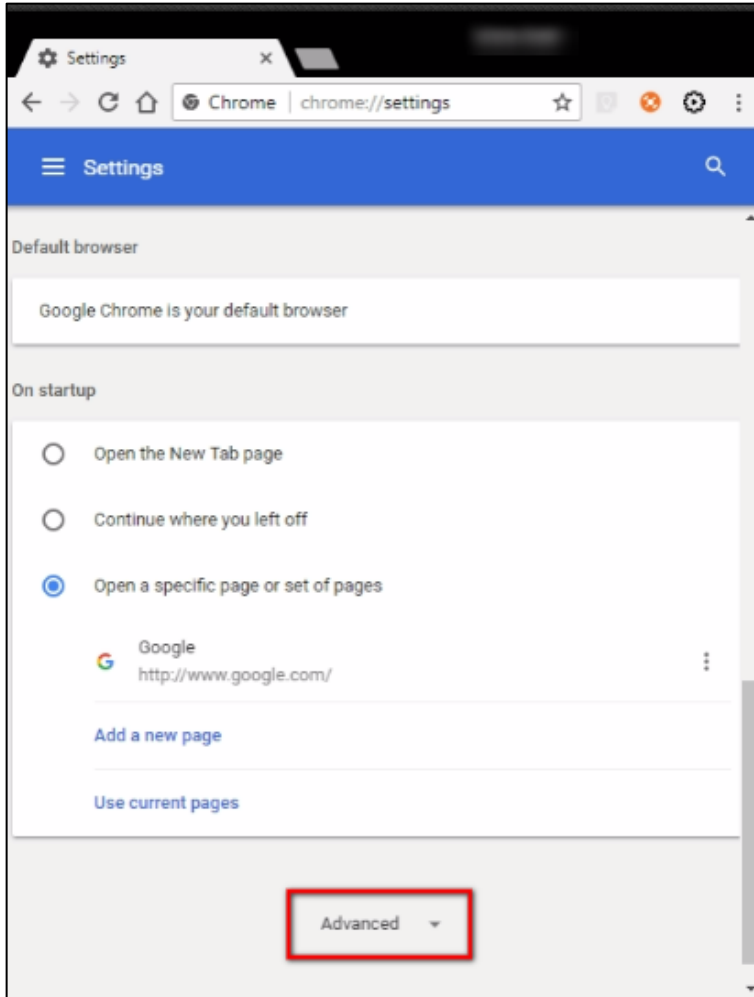 Settings
Chrome | chrome://settings
Settings
Default browser
Google Chrome is your default browser
On startup
Open the New Tab page
Continue where you left off
Open a specific page or set of pages
Google
http://www.google.com/
Add a new page
Use current pages
Advanced